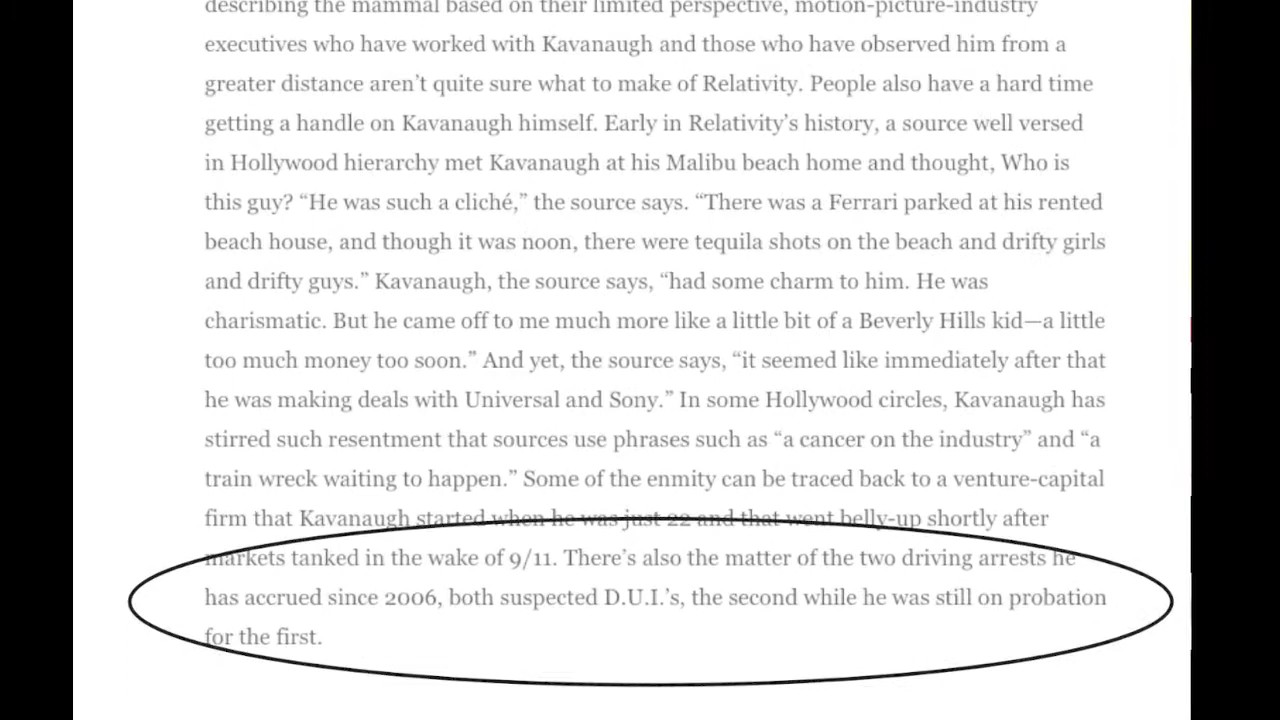 describing the mammal based on their limited perspective, motion-picture-industry
executives who have worked with Kavanaugh and those who have observed him from a
greater distance aren’t quite sure what to make of Relativity. People also have a hard time
getting a handle on Kavanaugh himself. Early in Relativity’s history, a source well versed
in Hollywood hierarchy met Kavanaugh at his Malibu beach home and thought, Who is
this guy? “He was such a cliché,” the source says. “There was a Ferrari parked at his rented
beach house, and though it was noon, there were tequila shots on the beach and drifty girls
and drifty guys.” Kavanaugh, the source says, “had some charm to him. He was
charismatic. But he came off to me much more like a little bit of a Beverly Hills kid—a little
too much money too soon.” And yet, the source says, “it seemed like immediately after that
he was making deals with Universal and Sony.” In some Hollywood circles, Kavanaugh has
stirred such resentment that sources use phrases such as “a cancer on the industry” and “a
train wreck waiting to happen.” Some of the enmity can be traced back to a venture-capital
firm that Kavanaugh started when he was just 22 and that went belly-up shortly after
markets tanked in the wake of 9/11. There’s also the matter of the two driving arrests he
has accrued since 2006, both suspected D.U.I.’s, the second while he was still on probation
for the first.